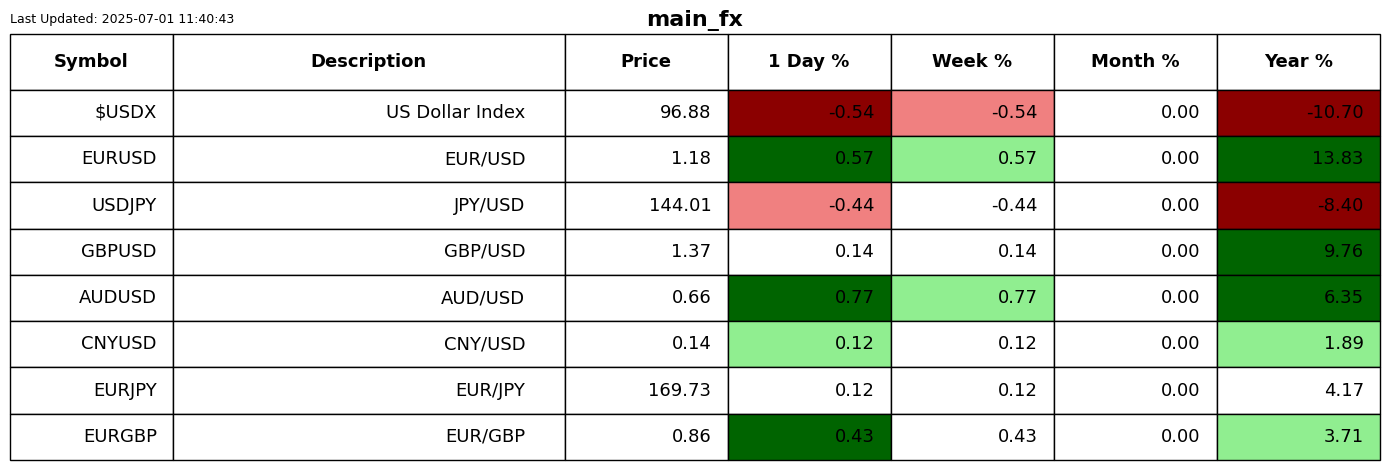 Last Updated: 2025-07-01 11:40:43
main_fx
Symbol Description Price 1 Day % Week % Month % Year %
$USDX US Dollar Index 96.88 -0.54 -0.54 0.00 -10.70
EURUSD EUR/USD 1.18 0.57 0.57 0.00 13.83
USDJPY JPY/USD 144.01 -0.44 -0.44 0.00 -8.40
GBPUSD GBP/USD 1.37 0.14 0.14 0.00 9.76
AUDUSD AUD/USD 0.66 0.77 0.77 0.00 6.35
CNYUSD CNY/USD 0.14 0.12 0.12 0.00 1.89
EURJPY EUR/JPY 169.73 0.12 0.12 0.00 4.17
EURGBP EUR/GBP 0.86 0.43 0.43 0.00 3.71